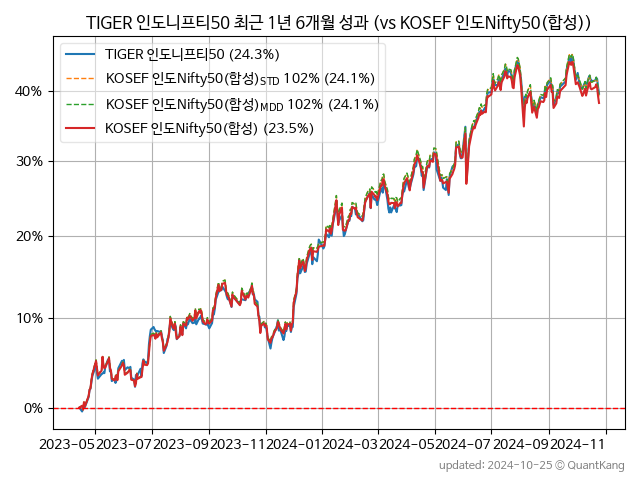 TIGER 인도니프티50 최근 1년 6개월 성과 (vs KOSEF 인도Nifty50(합성))
TIGER 인도니프티50 (24.3%)
KOSEF 인도Nifty50(합성)STD 102% (24.1%)
KOSEF 인도Nifty50(합성)MDD 102% (24.1%)
KOSEF 인도Nifty50(합성) (23.5%)
40%
30%
20%
10%
0%
2023-05 2023-07 2023-09 2023-11 2024-01 2024-03 2024-05 2024-07 2024-09 2024-11
updated: 2024-10-25 © QuantKang